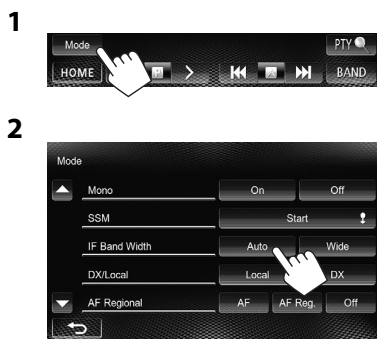 1
Mode PTY
HOME BAND
2
Mode
Mono On Off
SSM Start
IF Band Width Auto Wide
DX/Local Local DX
AF Regional AF AF Reg. Off